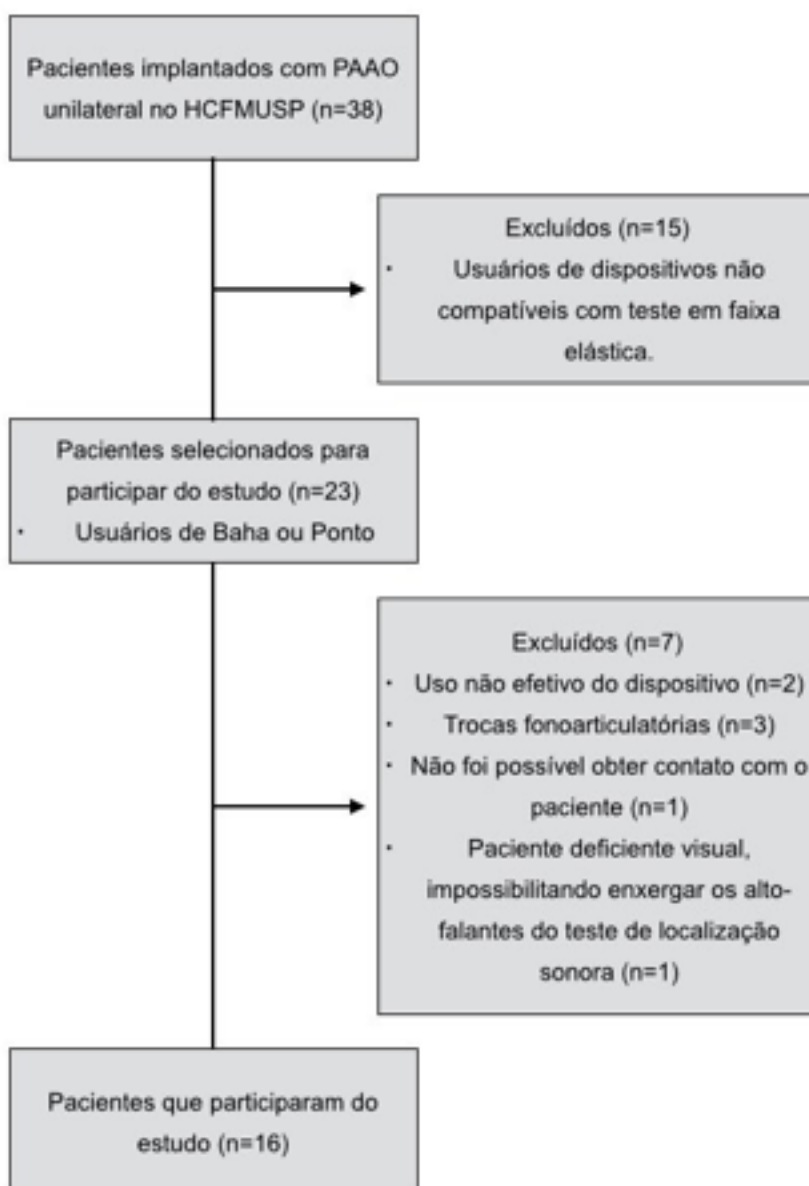 Pacientes implantados com PAAO
unilateral no HCFMUSP (n=38)
Excluídos (n=15)
· Usuários de dispositivos não
compatíveis com teste em faixa
elástica.
Pacientes selecionados para
participar do estudo (n=23)
· Usuários de Baha ou Ponto
Excluídos (n=7)
· Uso não efetivo do dispositivo (n=2)
· Trocas fonoarticulatórias (n=3)
· Não foi possível obter contato com o
paciente (n=1)
· Paciente deficiente visual,
impossibilitando enxergar os alto-
falantes do teste de localização
sonora (n=1)
Pacientes que participaram do
estudo (n=16)